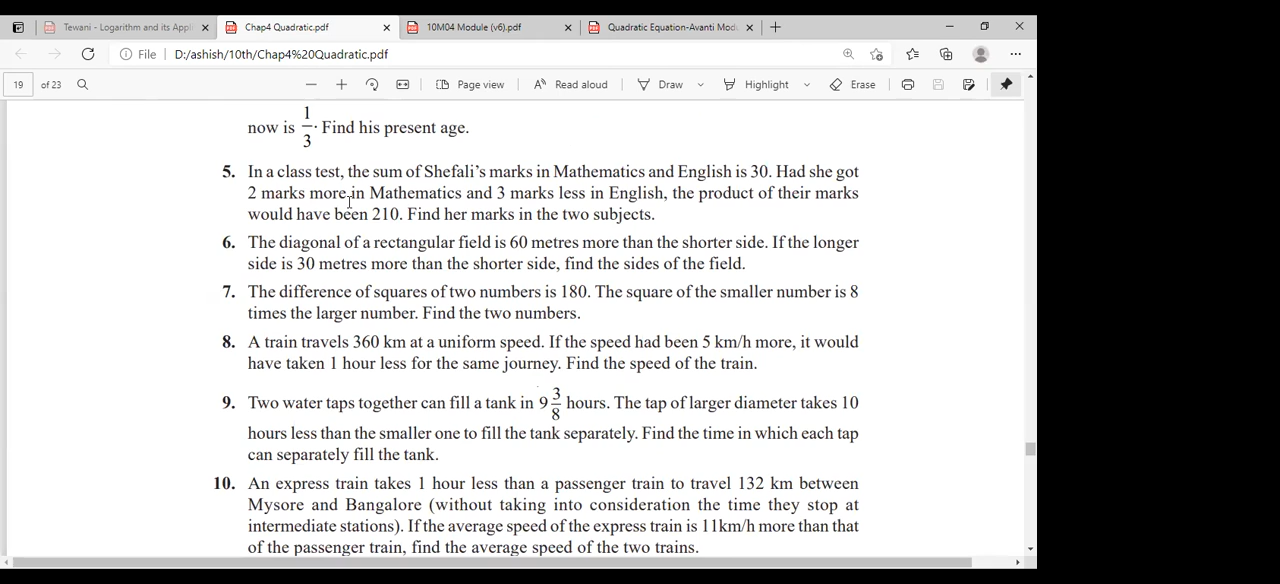 Tewani - Logarithm and its Appli
Chap4 Quadratic.pdf
10M04 Module (v6).pdf
Quadratic Equation-Avanti Mod
File
D:/ashish/10th/Chap4%20Quadratic.pdf
19 of 23
Page view
Read aloud
Draw
Highlight
Erase
now is 1/3. Find his present age.
5. In a class test, the sum of Shefali's marks in Mathematics and English is 30. Had she got
2 marks more in Mathematics and 3 marks less in English, the product of their marks
would have been 210. Find her marks in the two subjects.
6. The diagonal of a rectangular field is 60 metres more than the shorter side. If the longer
side is 30 metres more than the shorter side, find the sides of the field.
7. The difference of squares of two numbers is 180. The square of the smaller number is 8
times the larger number. Find the two numbers.
8. A train travels 360 km at a uniform speed. If the speed had been 5 km/h more, it would
have taken 1 hour less for the same journey. Find the speed of the train.
9. Two water taps together can fill a tank in 9 3/8 hours. The tap of larger diameter takes 10
hours less than the smaller one to fill the tank separately. Find the time in which each tap
can separately fill the tank.
10. An express train takes 1 hour less than a passenger train to travel 132 km between
Mysore and Bangalore (without taking into consideration the time they stop at
intermediate stations). If the average speed of the express train is 11km/h more than that
of the passenger train, find the average speed of the two trains.